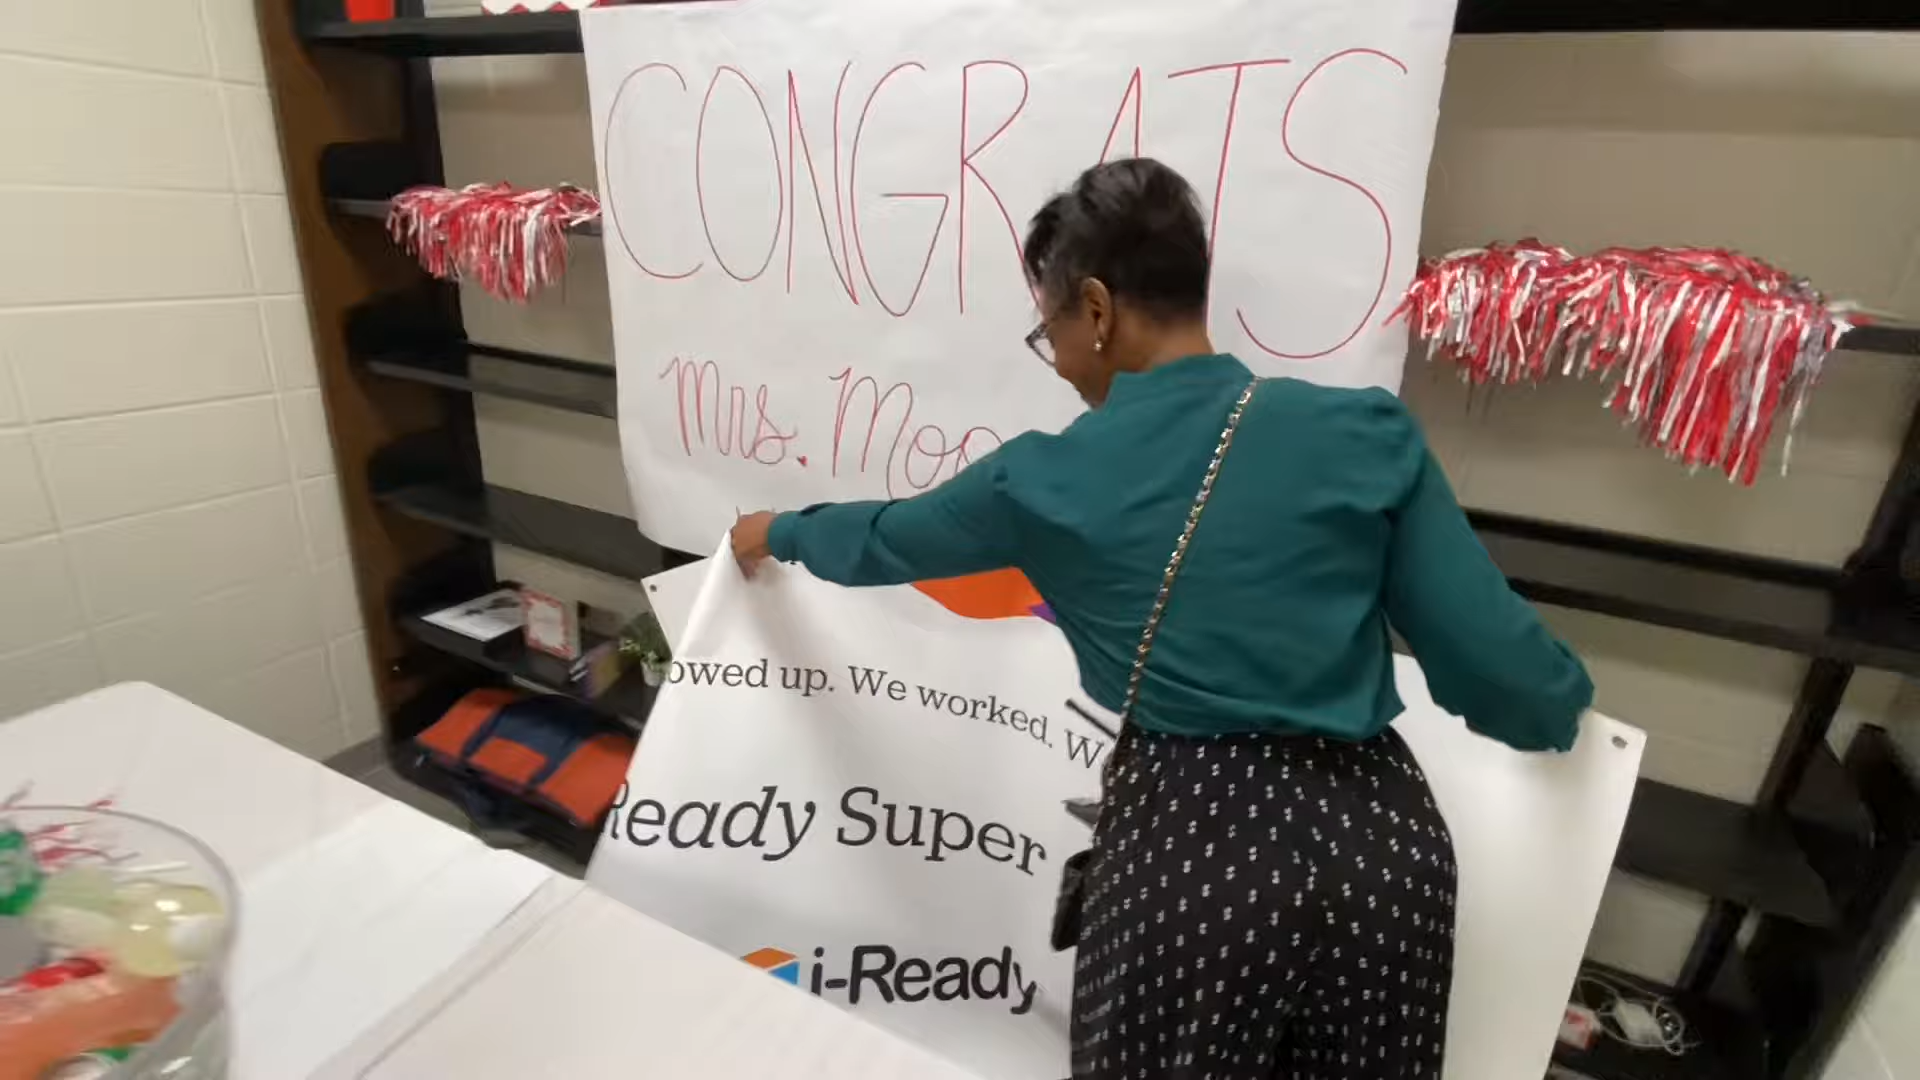 CONGRATS
Mrs. Moo
owed up. We worked. W
Ready Super
i-Ready